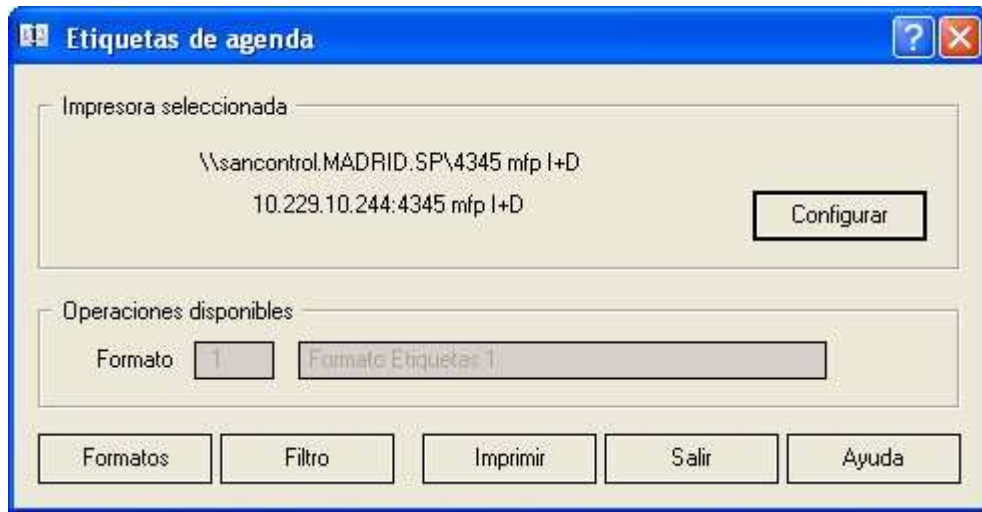 Etiquetas de agenda
Impresora seleccionada
\\sancontrol.MADRID.SP\4345 mfp I+D
10.229.10.244:4345 mfp I+D
Configurar
Operaciones disponibles
Formato 1 Formato Etiquetas 1
Formatos Filtro Imprimir Salir Ayuda